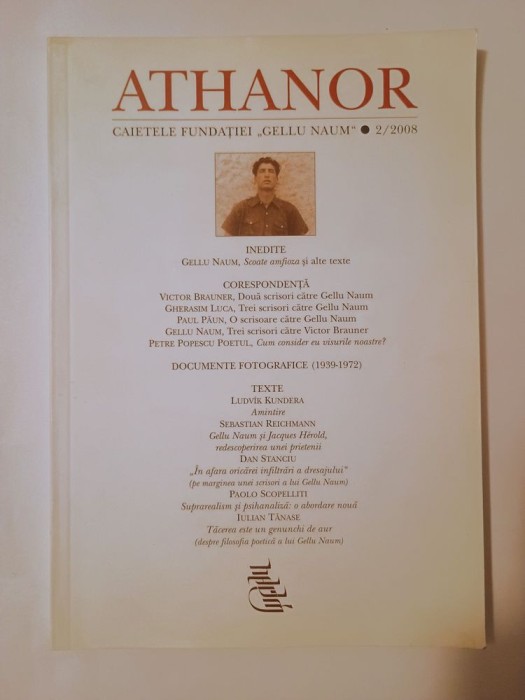 ATHANOR
CAIETELE FUNDAȚIEI „GELLU NAUM“ ● 2/2008
INEDITE
GELLU NAUM, Scoate amfioza și alte texte
CORESPONDENȚĂ
VICTOR BRAUNER, Două scrisori către Gellu Naum
GHERASIM LUCA, Trei scrisori către Gellu Naum
PAUL PĂUN, O scrisoare către Gellu Naum
GELLU NAUM, Trei scrisori către Victor Brauner
PETRE POPESCU POETUL, Cum consider eu visurile noastre?
DOCUMENTE FOTOGRAFICE (1939-1972)
TEXTE
LUDVÍK KUNDERA
Amintire
SEBASTIAN REICHMANN
Gellu Naum și Jacques Hérold,
redescoperirea unei prietenii
DAN STANCIU
„În afara oricărei infiltrări a dresajului“
(pe marginea unei scrisori a lui Gellu Naum)
PAOLO SCOPELLITI
Suprarealism și psihanaliză: o abordare nouă
IULIAN TĂNASE
Tăcerea este un genunchi de aur
(despre filosofia poetică a lui Gellu Naum)